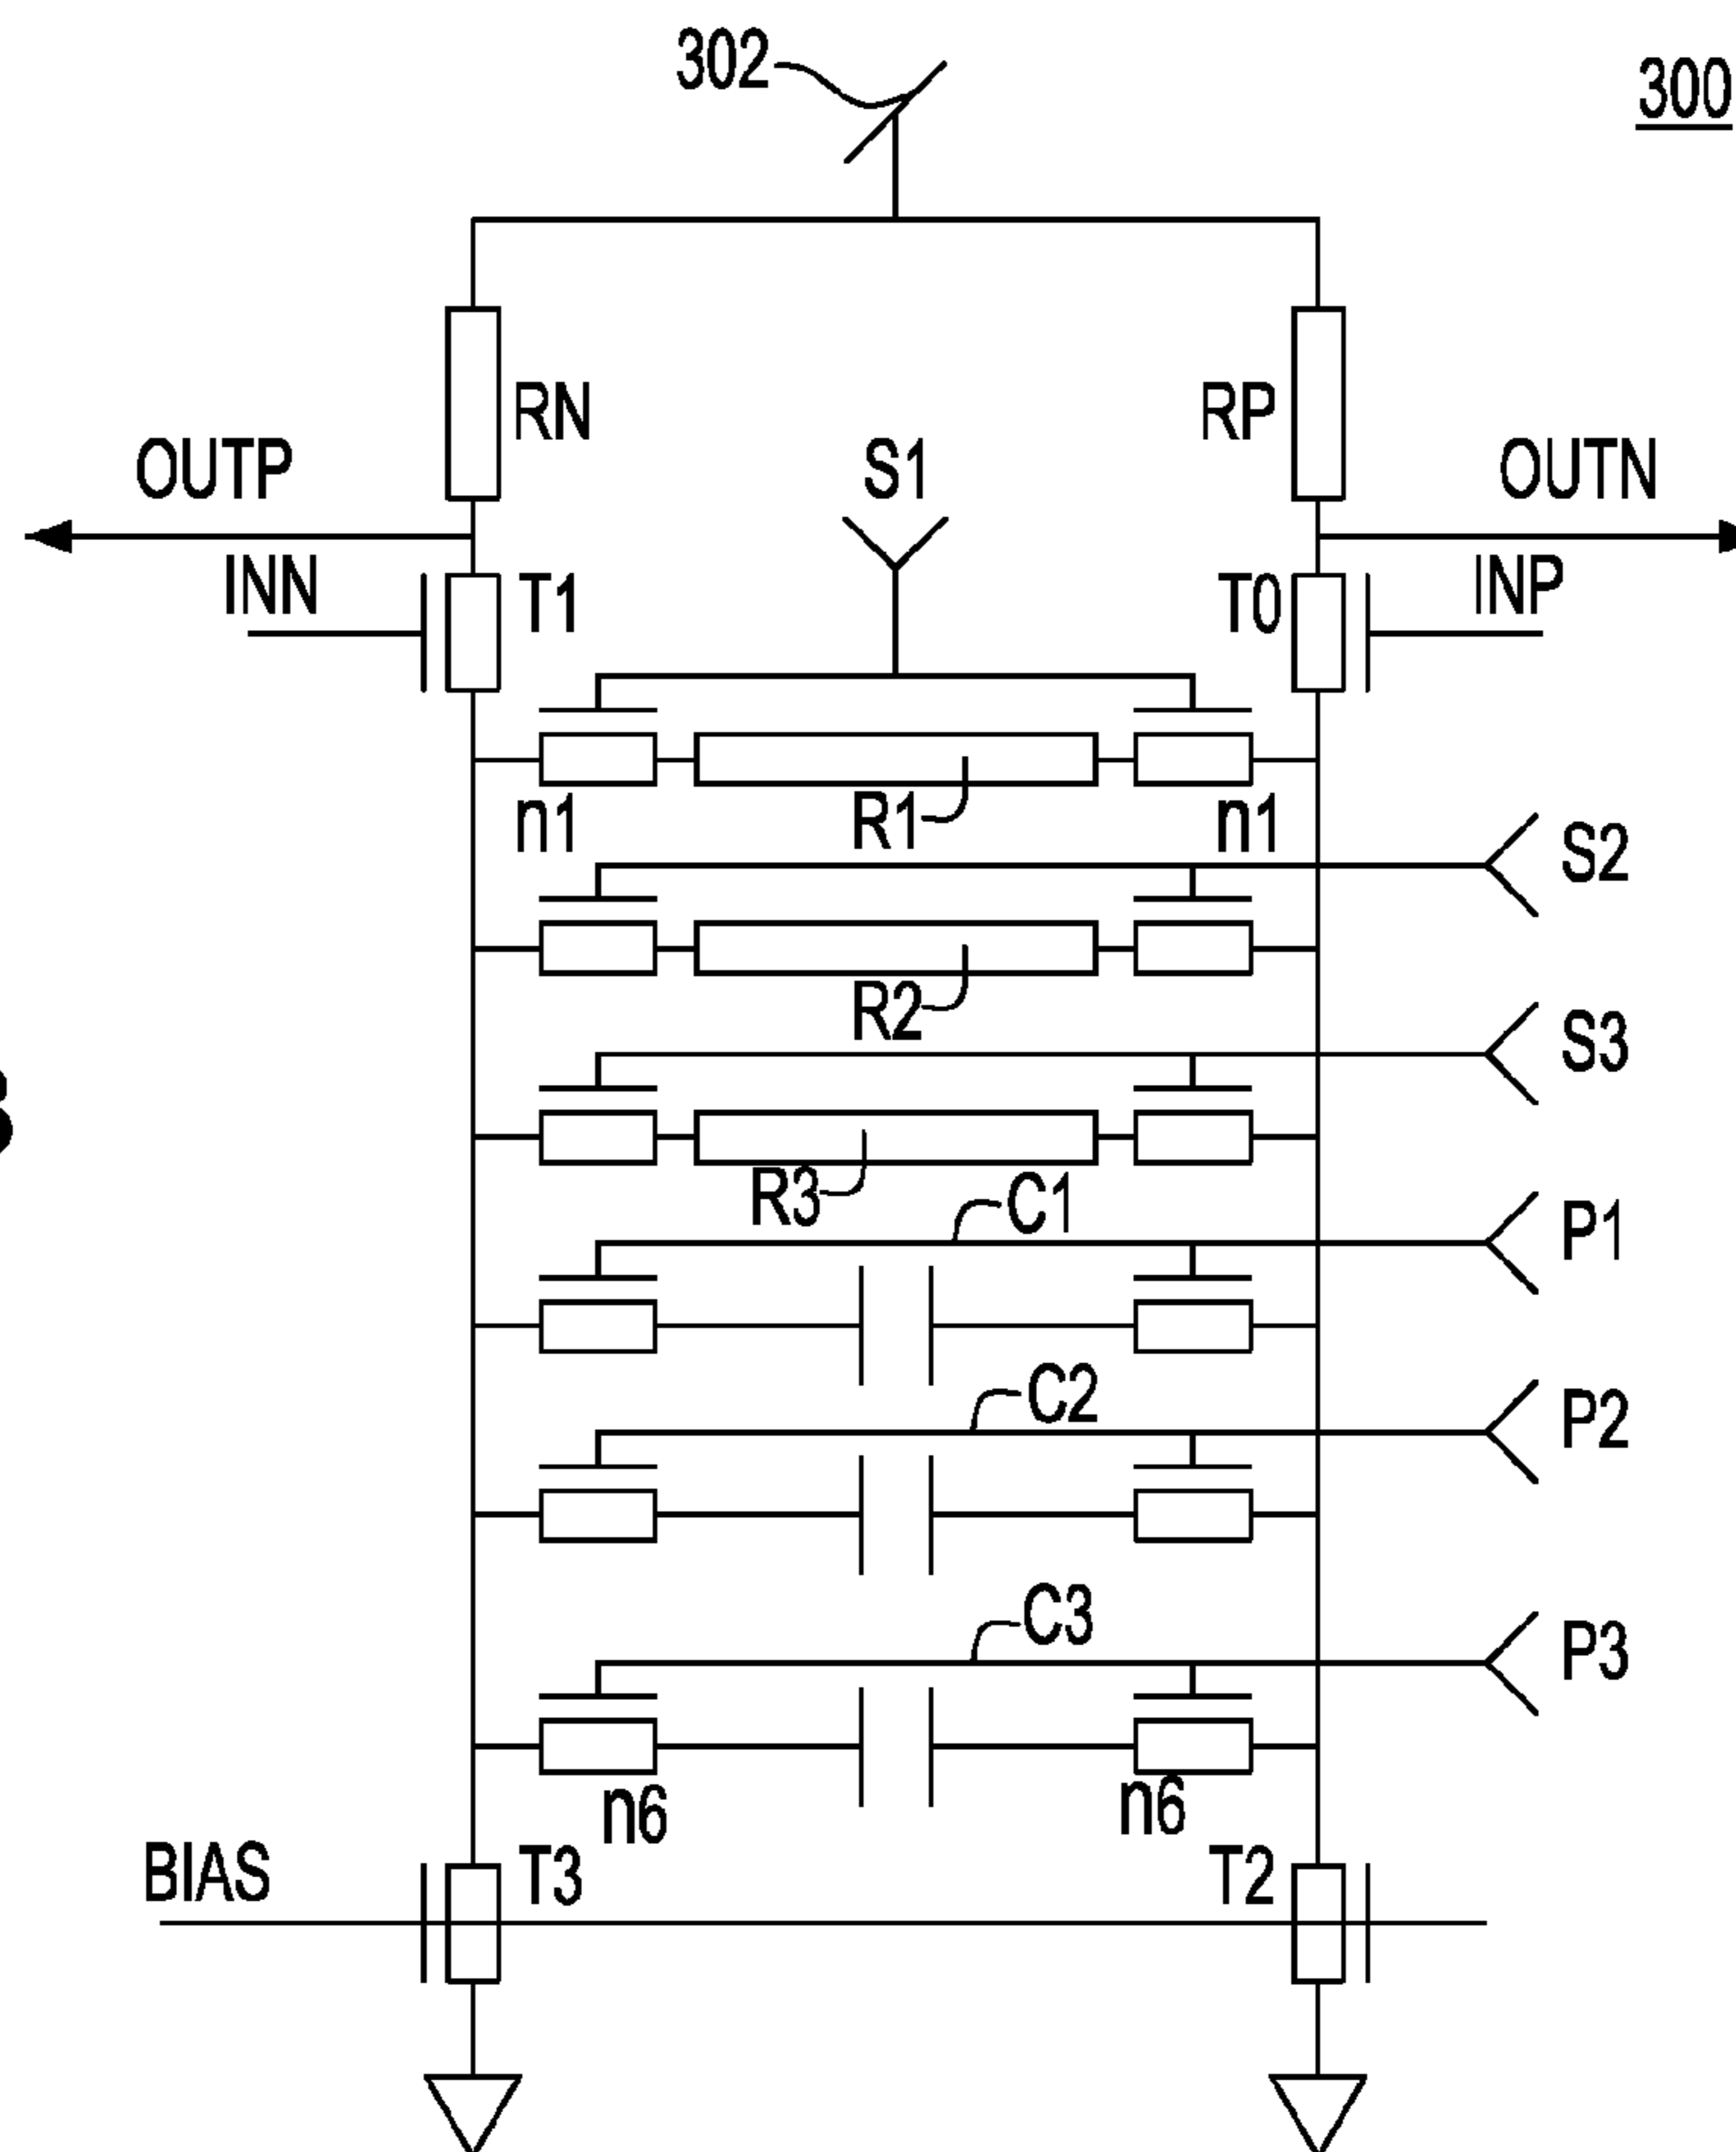 302
300
RN
RP
OUTP
S1
OUTN
INN
T1
T0
INP
n1
R1
n1
S2
R2
S3
R3
C1
P1
C2
P2
C3
P3
n6
n6
BIAS
T3
T2